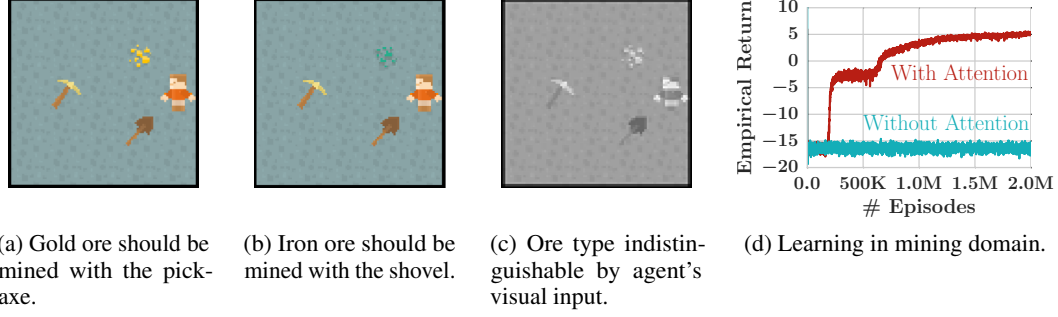 10
5
0
−5
−10
−15
−20
Empirical Return
With Attention
Without Attention
0.0 500K 1.0M 1.5M 2.0M
# Episodes
(a) Gold ore should be
mined with the pick-
axe.
(b) Iron ore should be
mined with the shovel.
(c) Ore type indistin-
guishable by agent's
visual input.
(d) Learning in mining domain.